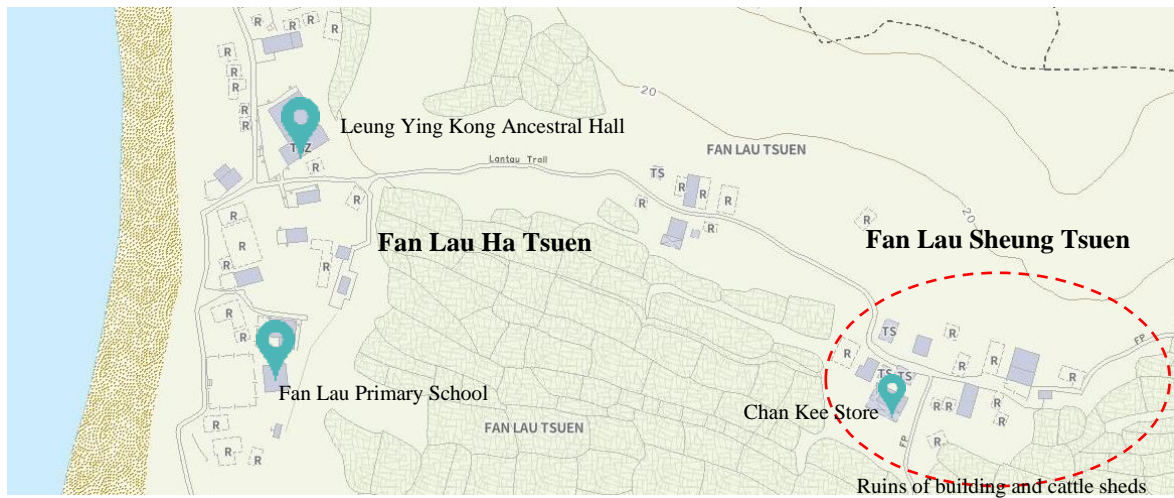 R R R R
R
R
R
R
R
R
20
Leung Ying Kong Ancestral Hall
T Z
R
Lantau Trail
FAN LAU TSUEN
TS
R
R
R
R
R
R
20
R
R
R
R
R
Fan Lau Ha Tsuen
Fan Lau Sheung Tsuen
R
R
TS
R
R
R
FP
TS TS
R
Fan Lau Primary School
Chan Kee Store
R R
R
R
R
R
R
FAN LAU TSUEN
FP
R
Ruins of building and cattle sheds